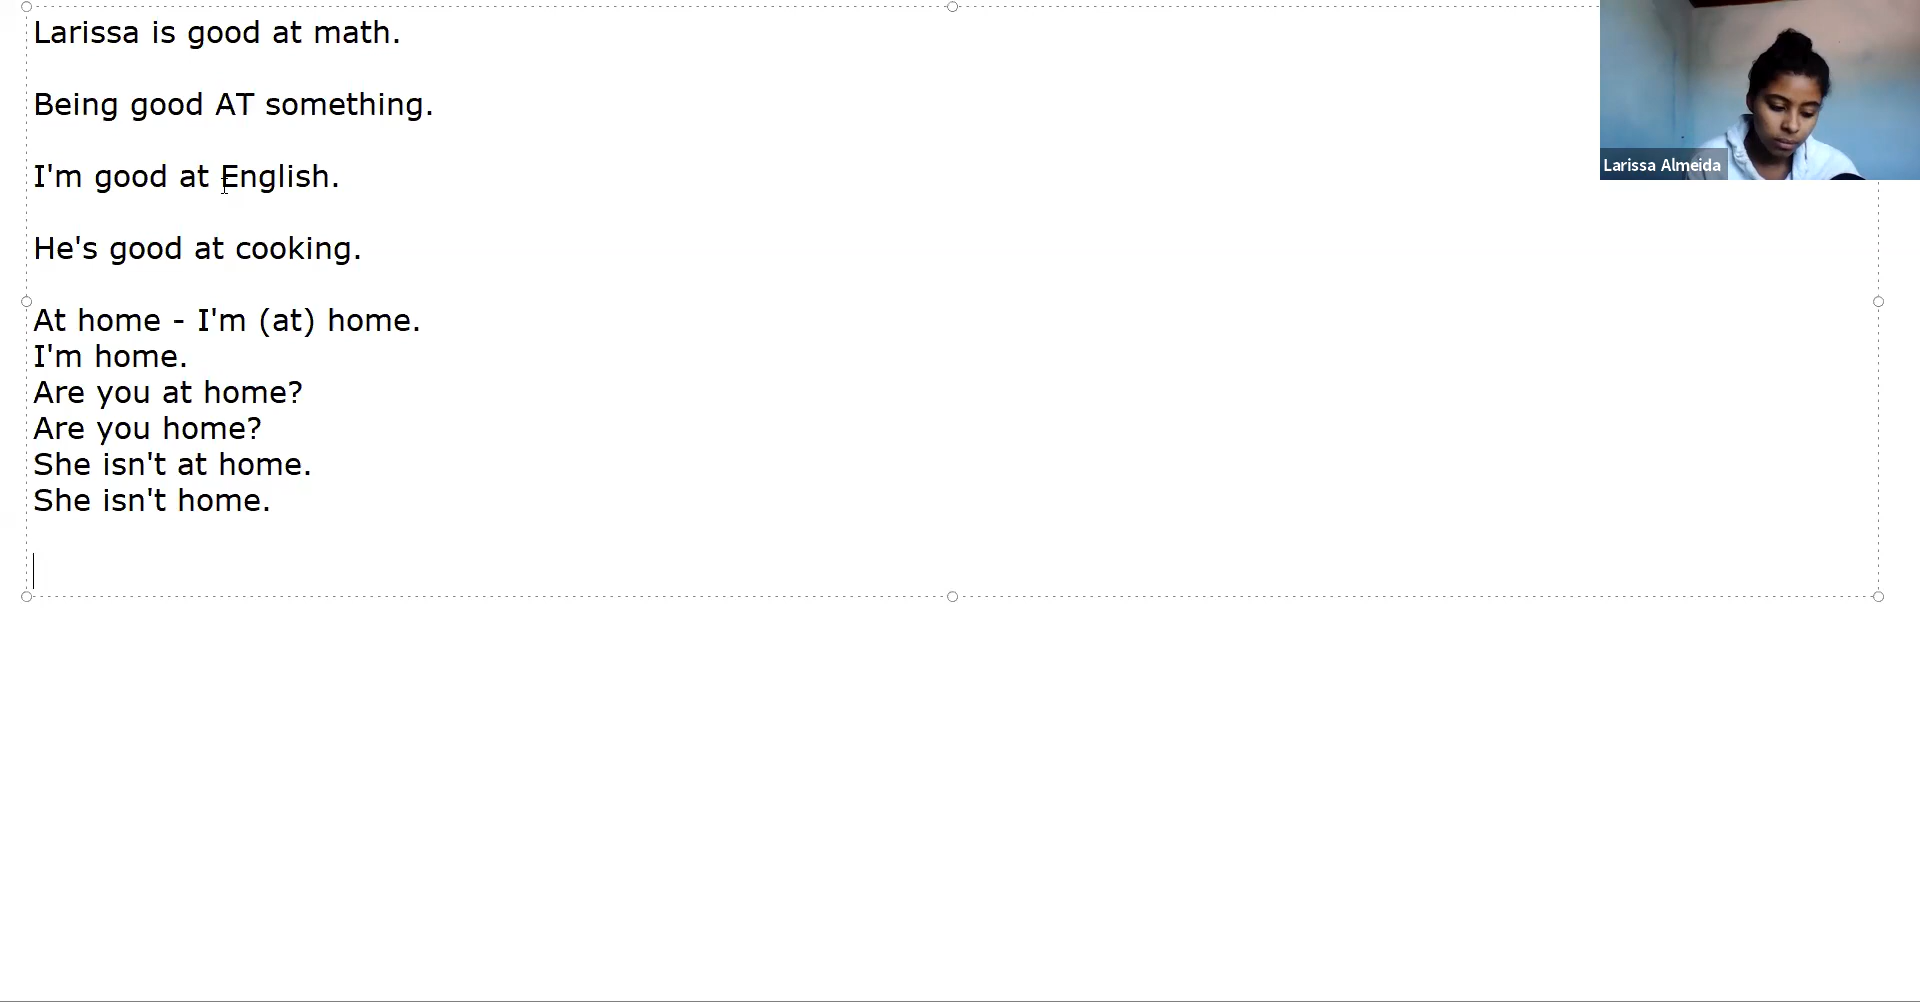 Larissa is good at math.
Being good AT something.
I'm good at English.
He's good at cooking.
At home - I'm (at) home.
I'm home.
Are you at home?
Are you home?
She isn't at home.
She isn't home.
Larissa Almeida